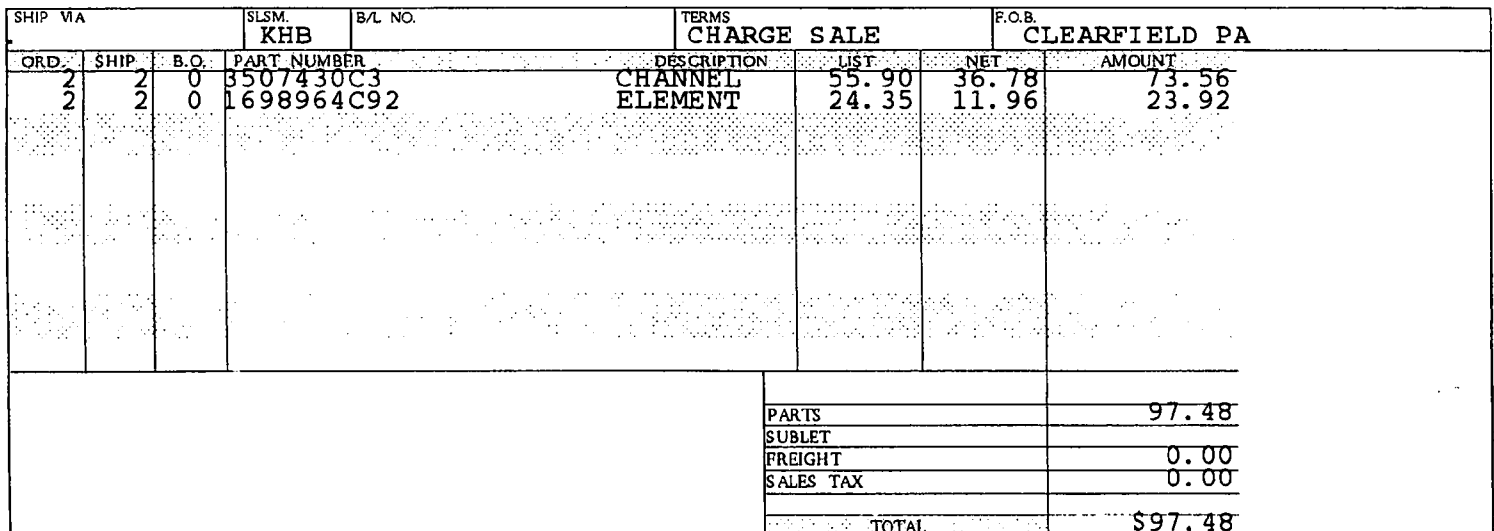 SHIP VIA SLSM. B/L NO. TERMS F.O.B.
KHB CHARGE SALE CLEARFIELD PA
ORD. SHIP B.O. PART NUMBER DESCRIPTION LIST NET AMOUNT
2 2 0 3507430C3 CHANNEL 55.90 36.78 73.56
2 2 0 1698964C92 ELEMENT 24.35 11.96 23.92
PARTS 97.48
SUBLET
FREIGHT 0.00
SALES TAX 0.00
TOTAL $97.48